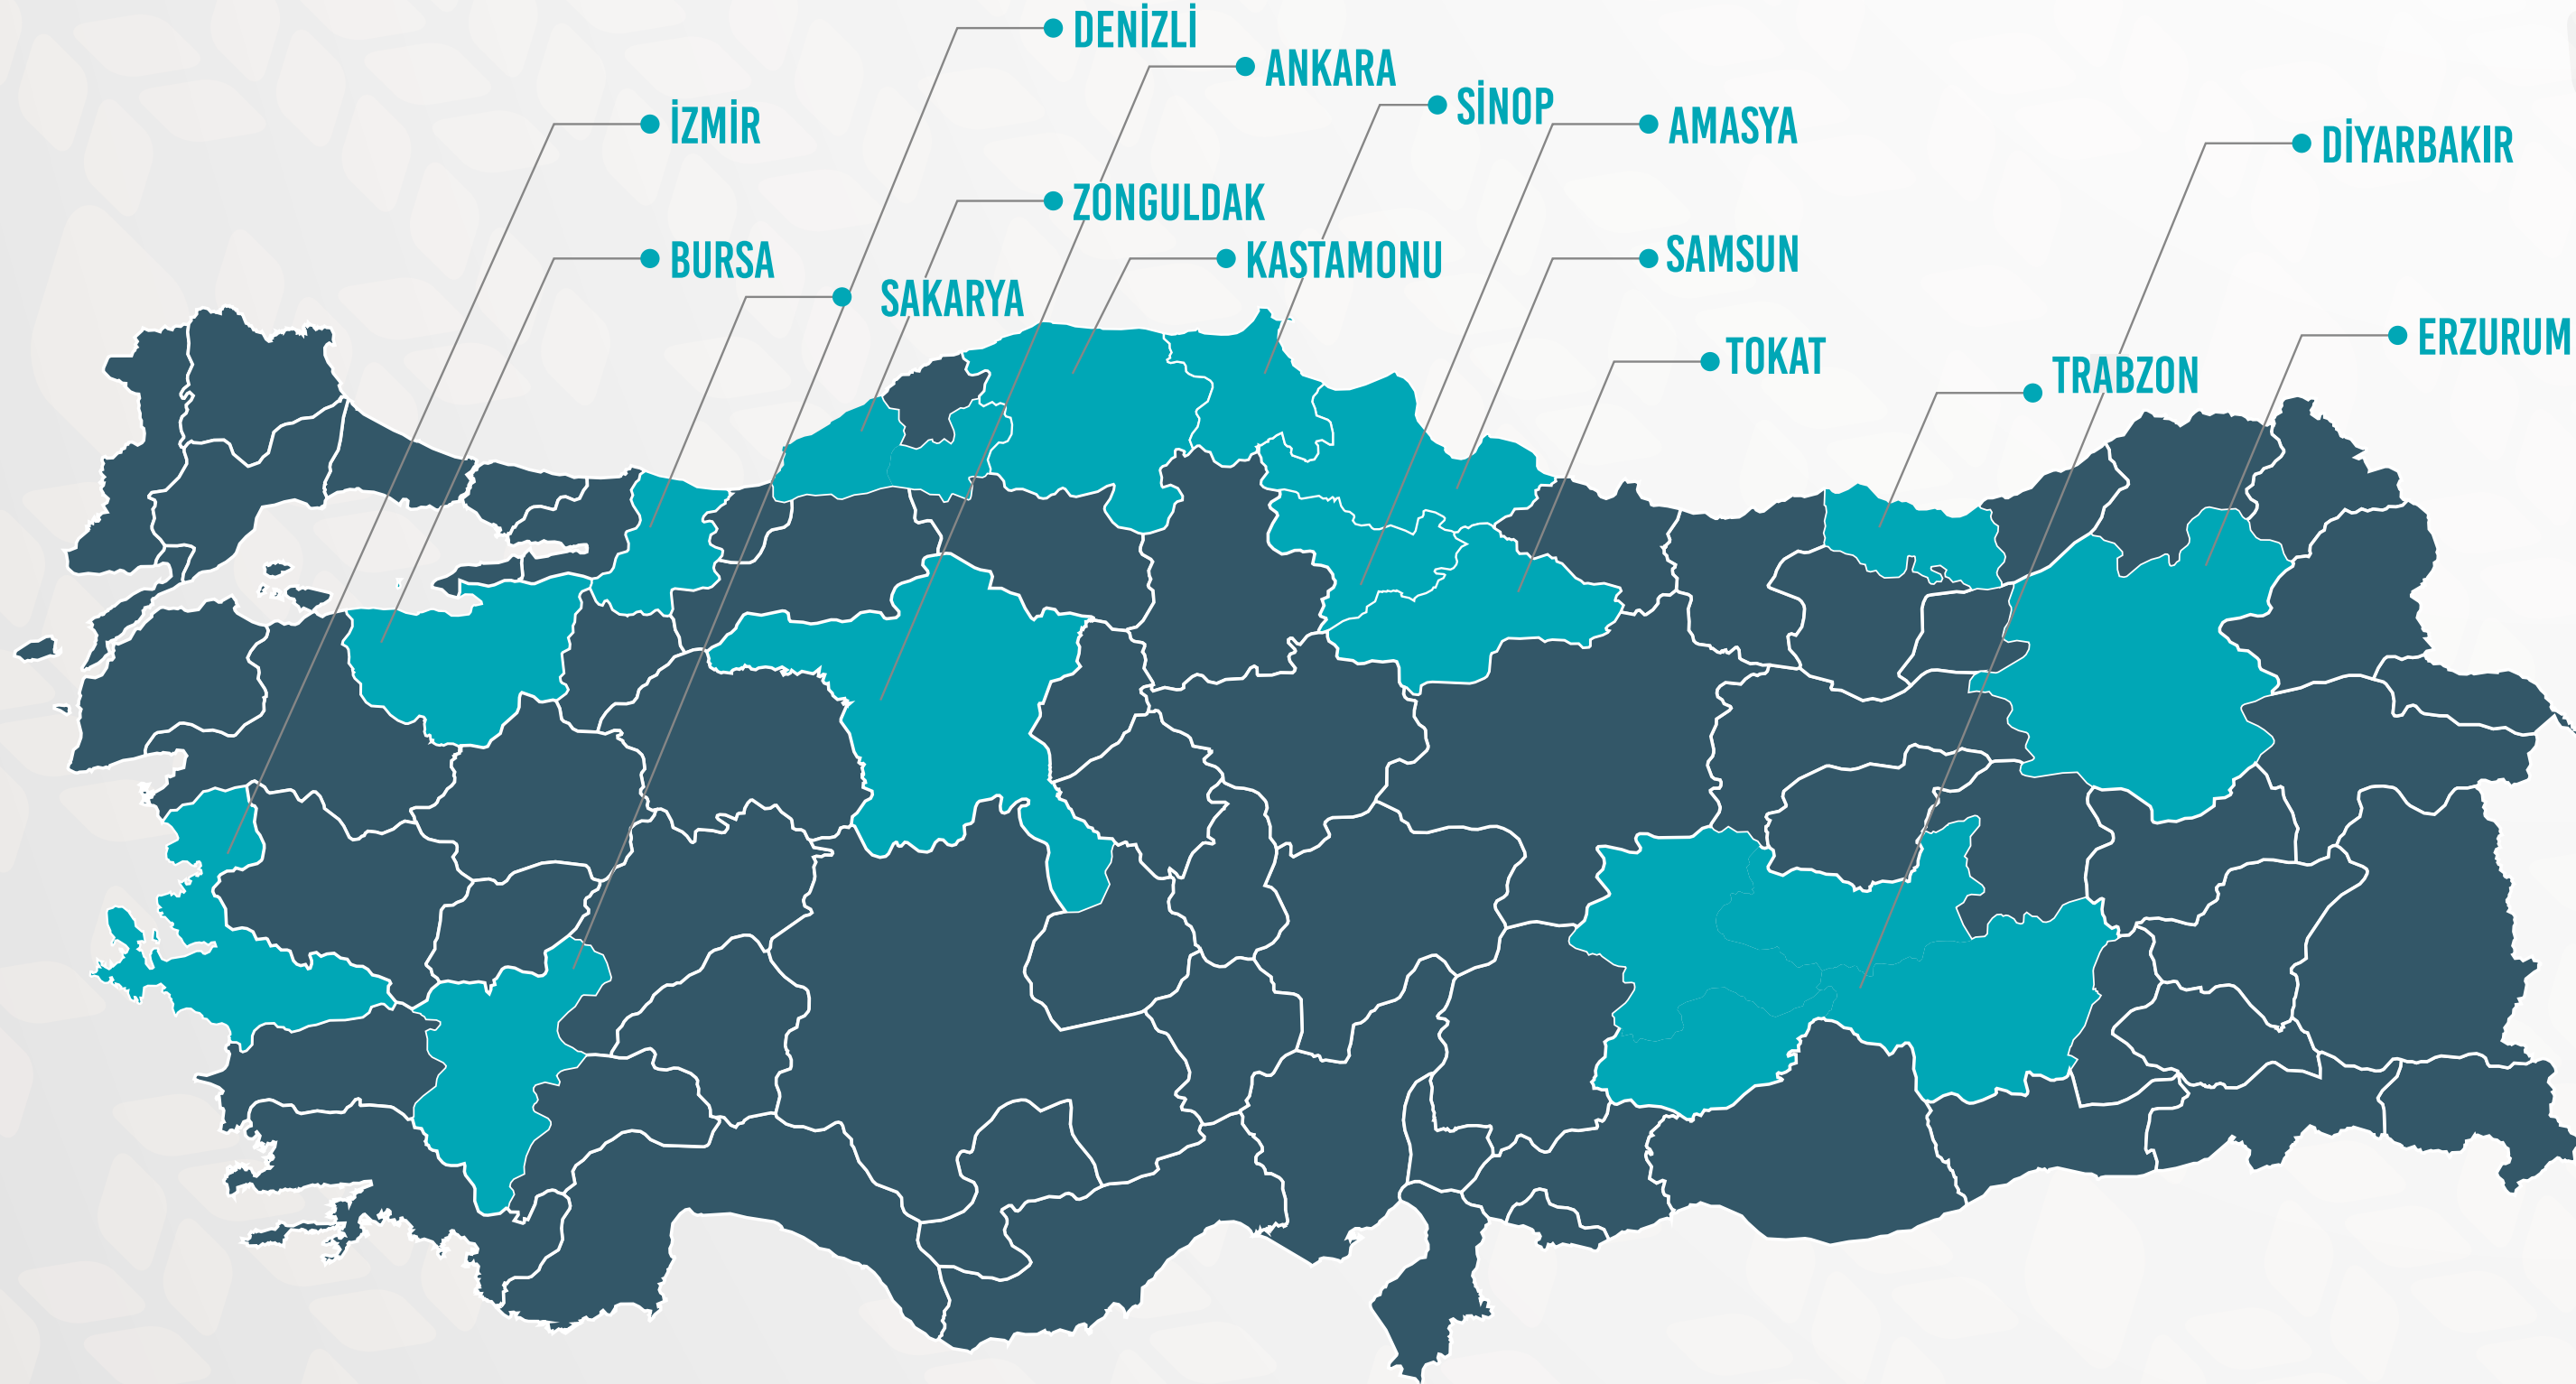 DENİZLİ
ANKARA
SİNOP
İZMİR
AMASYA
DİYARBAKIR
ZONGULDAK
BURSA
KASTAMONU
SAMSUN
SAKARYA
TOKAT
TRABZON
ERZURUM